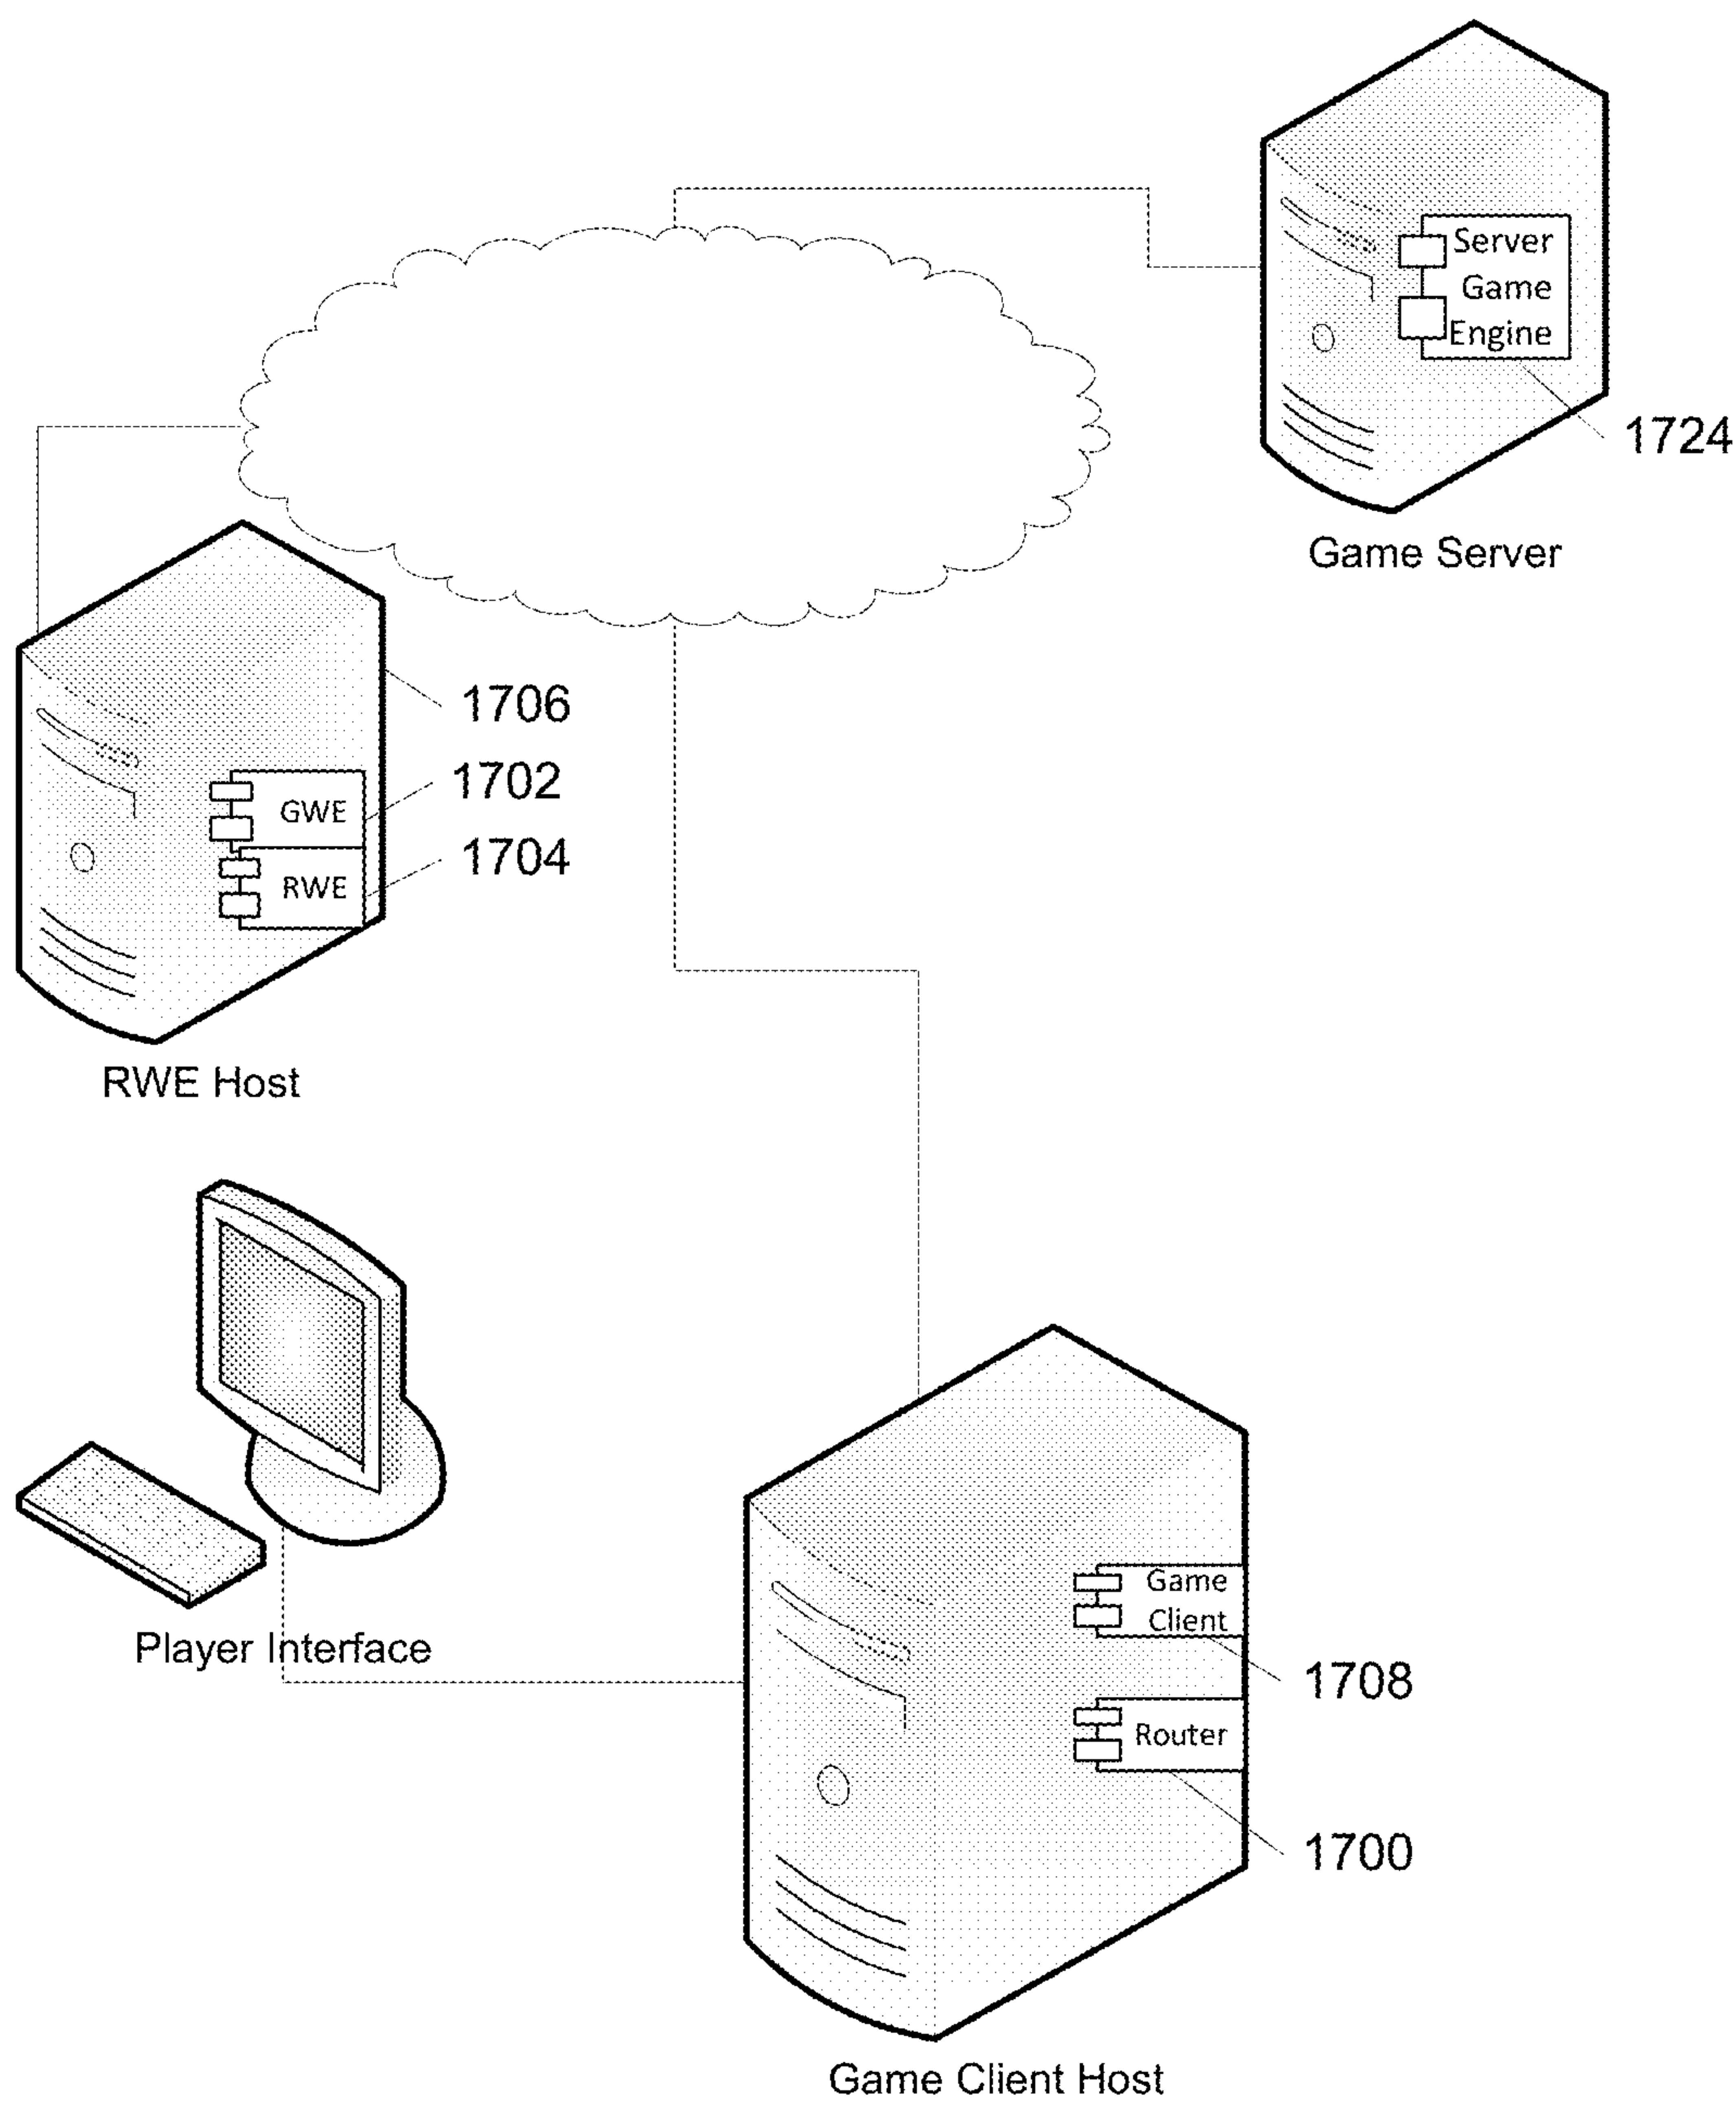 Server
Game
Engine
1724
Game Server
1706
1702
GWE
1704
RWE
RWE Host
Player Interface
Game
Client
1708
Router
1700
Game Client Host